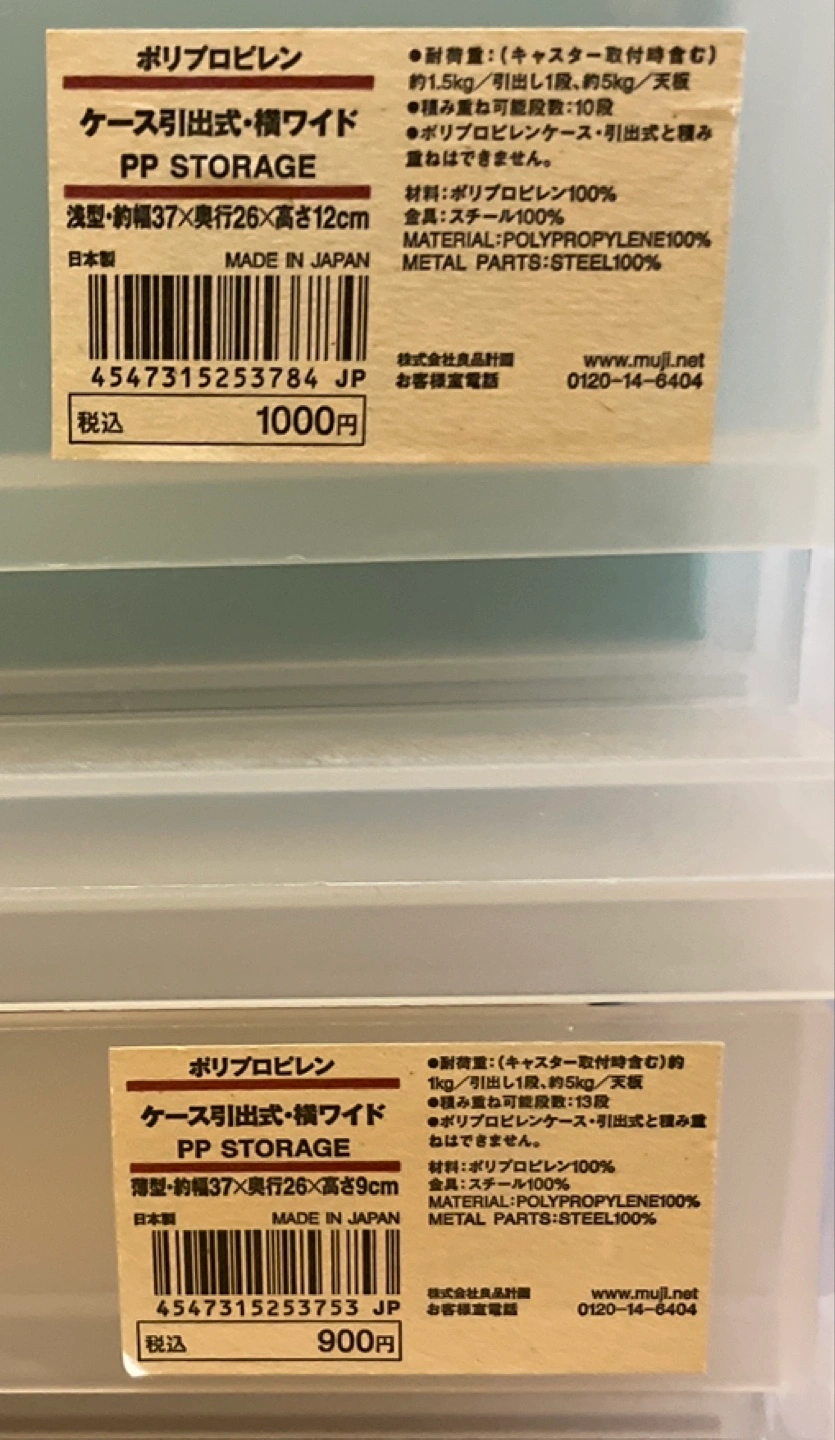 ポリプロピレン
ケース引出式・横ワイド
PP STORAGE
浅型・約幅37×奥行26×高さ12cm
日本製 MADE IN JAPAN
4547315253784 JP
税込 1000円
●耐荷重：（キャスター取付時含む）
約1.5kg／引出し1段、約5kg／天板
●積み重ね可能段数：10段
●ポリプロピレンケース・引出式と積み
重ねはできません。
材料：ポリプロピレン100%
金具：スチール100%
MATERIAL:POLYPROPYLENE100%
METAL PARTS:STEEL100%
株式会社良品計画 www.muji.net
お客様室電話 0120-14-6404
ポリプロピレン
ケース引出式・横ワイド
PP STORAGE
薄型・約幅37×奥行26×高さ9cm
日本製 MADE IN JAPAN
4547315253753 JP
税込 900円
●耐荷重：（キャスター取付時含む）約
1kg／引出し1段、約5kg／天板
●積み重ね可能段数：13段
●ポリプロピレンケース・引出式と積み重
ねはできません。
材料：ポリプロピレン100%
金具：スチール100%
MATERIAL:POLYPROPYLENE100%
METAL PARTS:STEEL100%
株式会社良品計画 www.muji.net
お客様室電話 0120-14-6404